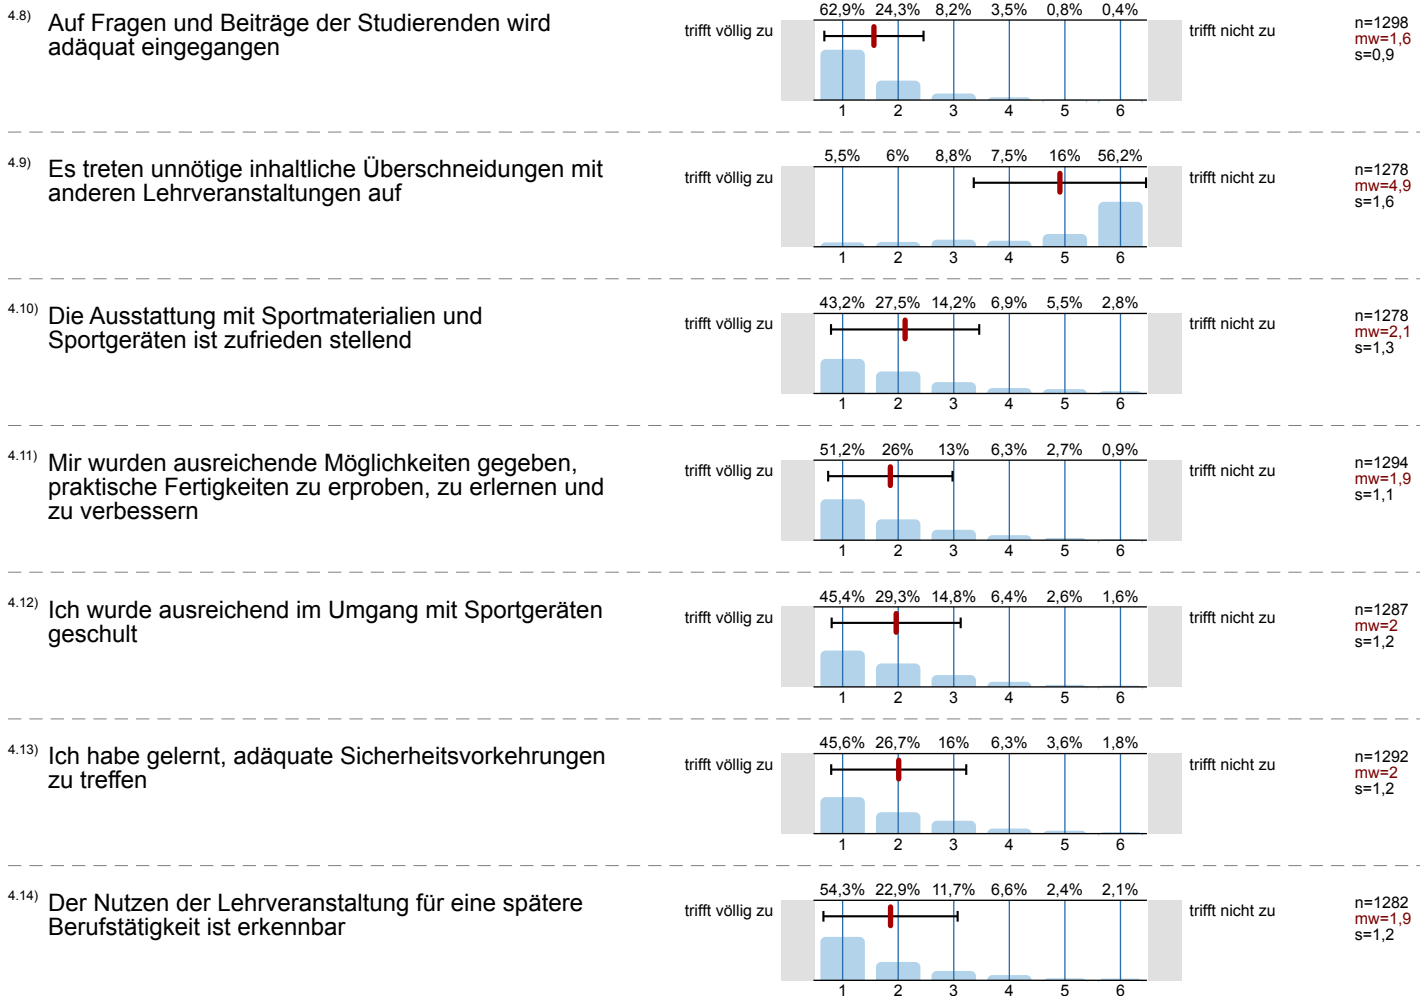 4.8) Auf Fragen und Beiträge der Studierenden wird
adäquat eingegangen
trifft völlig zu
62,9% 24,3% 8,2% 3,5% 0,8% 0,4%
1 2 3 4 5 6
trifft nicht zu
n=1298
mw=1,6
s=0,9
4.9) Es treten unnötige inhaltliche Überschneidungen mit
anderen Lehrveranstaltungen auf
trifft völlig zu
5,5% 6% 8,8% 7,5% 16% 56,2%
1 2 3 4 5 6
trifft nicht zu
n=1278
mw=4,9
s=1,6
4.10) Die Ausstattung mit Sportmaterialien und
Sportgeräten ist zufrieden stellend
trifft völlig zu
43,2% 27,5% 14,2% 6,9% 5,5% 2,8%
1 2 3 4 5 6
trifft nicht zu
n=1278
mw=2,1
s=1,3
4.11) Mir wurden ausreichende Möglichkeiten gegeben,
praktische Fertigkeiten zu erproben, zu erlernen und
zu verbessern
trifft völlig zu
51,2% 26% 13% 6,3% 2,7% 0,9%
1 2 3 4 5 6
trifft nicht zu
n=1294
mw=1,9
s=1,1
4.12) Ich wurde ausreichend im Umgang mit Sportgeräten
geschult
trifft völlig zu
45,4% 29,3% 14,8% 6,4% 2,6% 1,6%
1 2 3 4 5 6
trifft nicht zu
n=1287
mw=2
s=1,2
4.13) Ich habe gelernt, adäquate Sicherheitsvorkehrungen
zu treffen
trifft völlig zu
45,6% 26,7% 16% 6,3% 3,6% 1,8%
1 2 3 4 5 6
trifft nicht zu
n=1292
mw=2
s=1,2
4.14) Der Nutzen der Lehrveranstaltung für eine spätere
Berufstätigkeit ist erkennbar
trifft völlig zu
54,3% 22,9% 11,7% 6,6% 2,4% 2,1%
1 2 3 4 5 6
trifft nicht zu
n=1282
mw=1,9
s=1,2